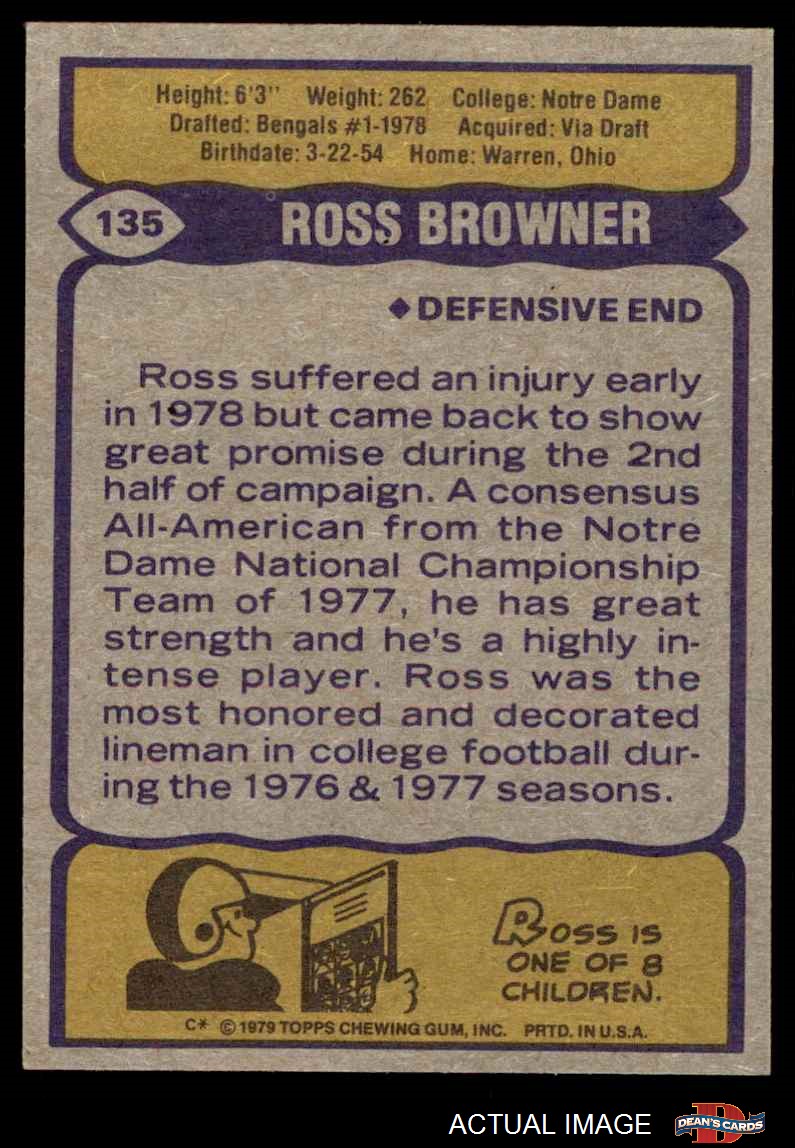 Height: 6'3" Weight: 262 College: Notre Dame
Drafted: Bengals #1-1978 Acquired: Via Draft
Birthdate: 3-22-54 Home: Warren, Ohio
135 ROSS BROWNER
◆DEFENSIVE END
Ross suffered an injury early
in 1978 but came back to show
great promise during the 2nd
half of campaign. A consensus
All-American from the Notre
Dame National Championship
Team of 1977, he has great
strength and he's a highly in-
tense player. Ross was the
most honored and decorated
lineman in college football dur-
ing the 1976 & 1977 seasons.
ROSS IS
ONE OF 8
CHILDREN.
C* © 1979 TOPPS CHEWING GUM, INC. PRTD. IN U.S.A.
ACTUAL IMAGE
D
DEAN'S CARDS